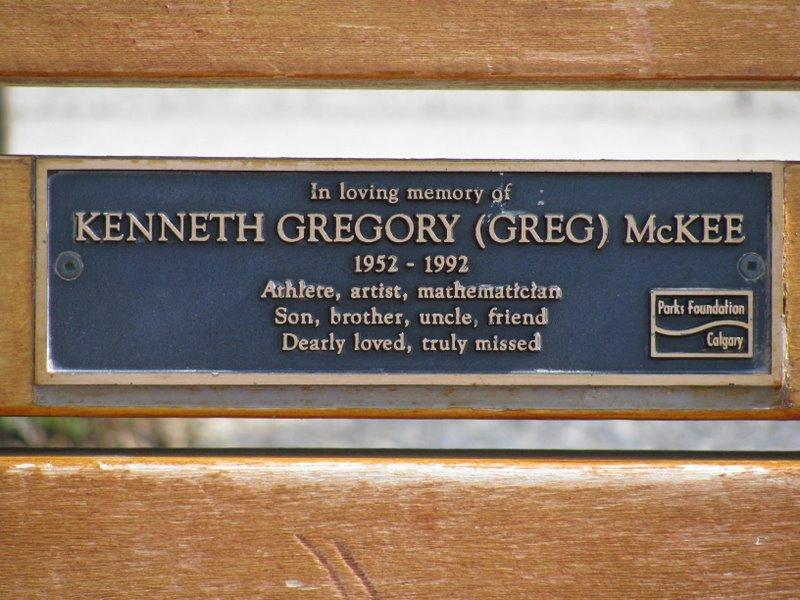 In loving memory of
KENNETH GREGORY (GREG) McKEE
1952 - 1992
Athlete, artist, mathematician
Son, brother, uncle, friend
Dearly loved, truly missed
Parks Foundation
Calgary